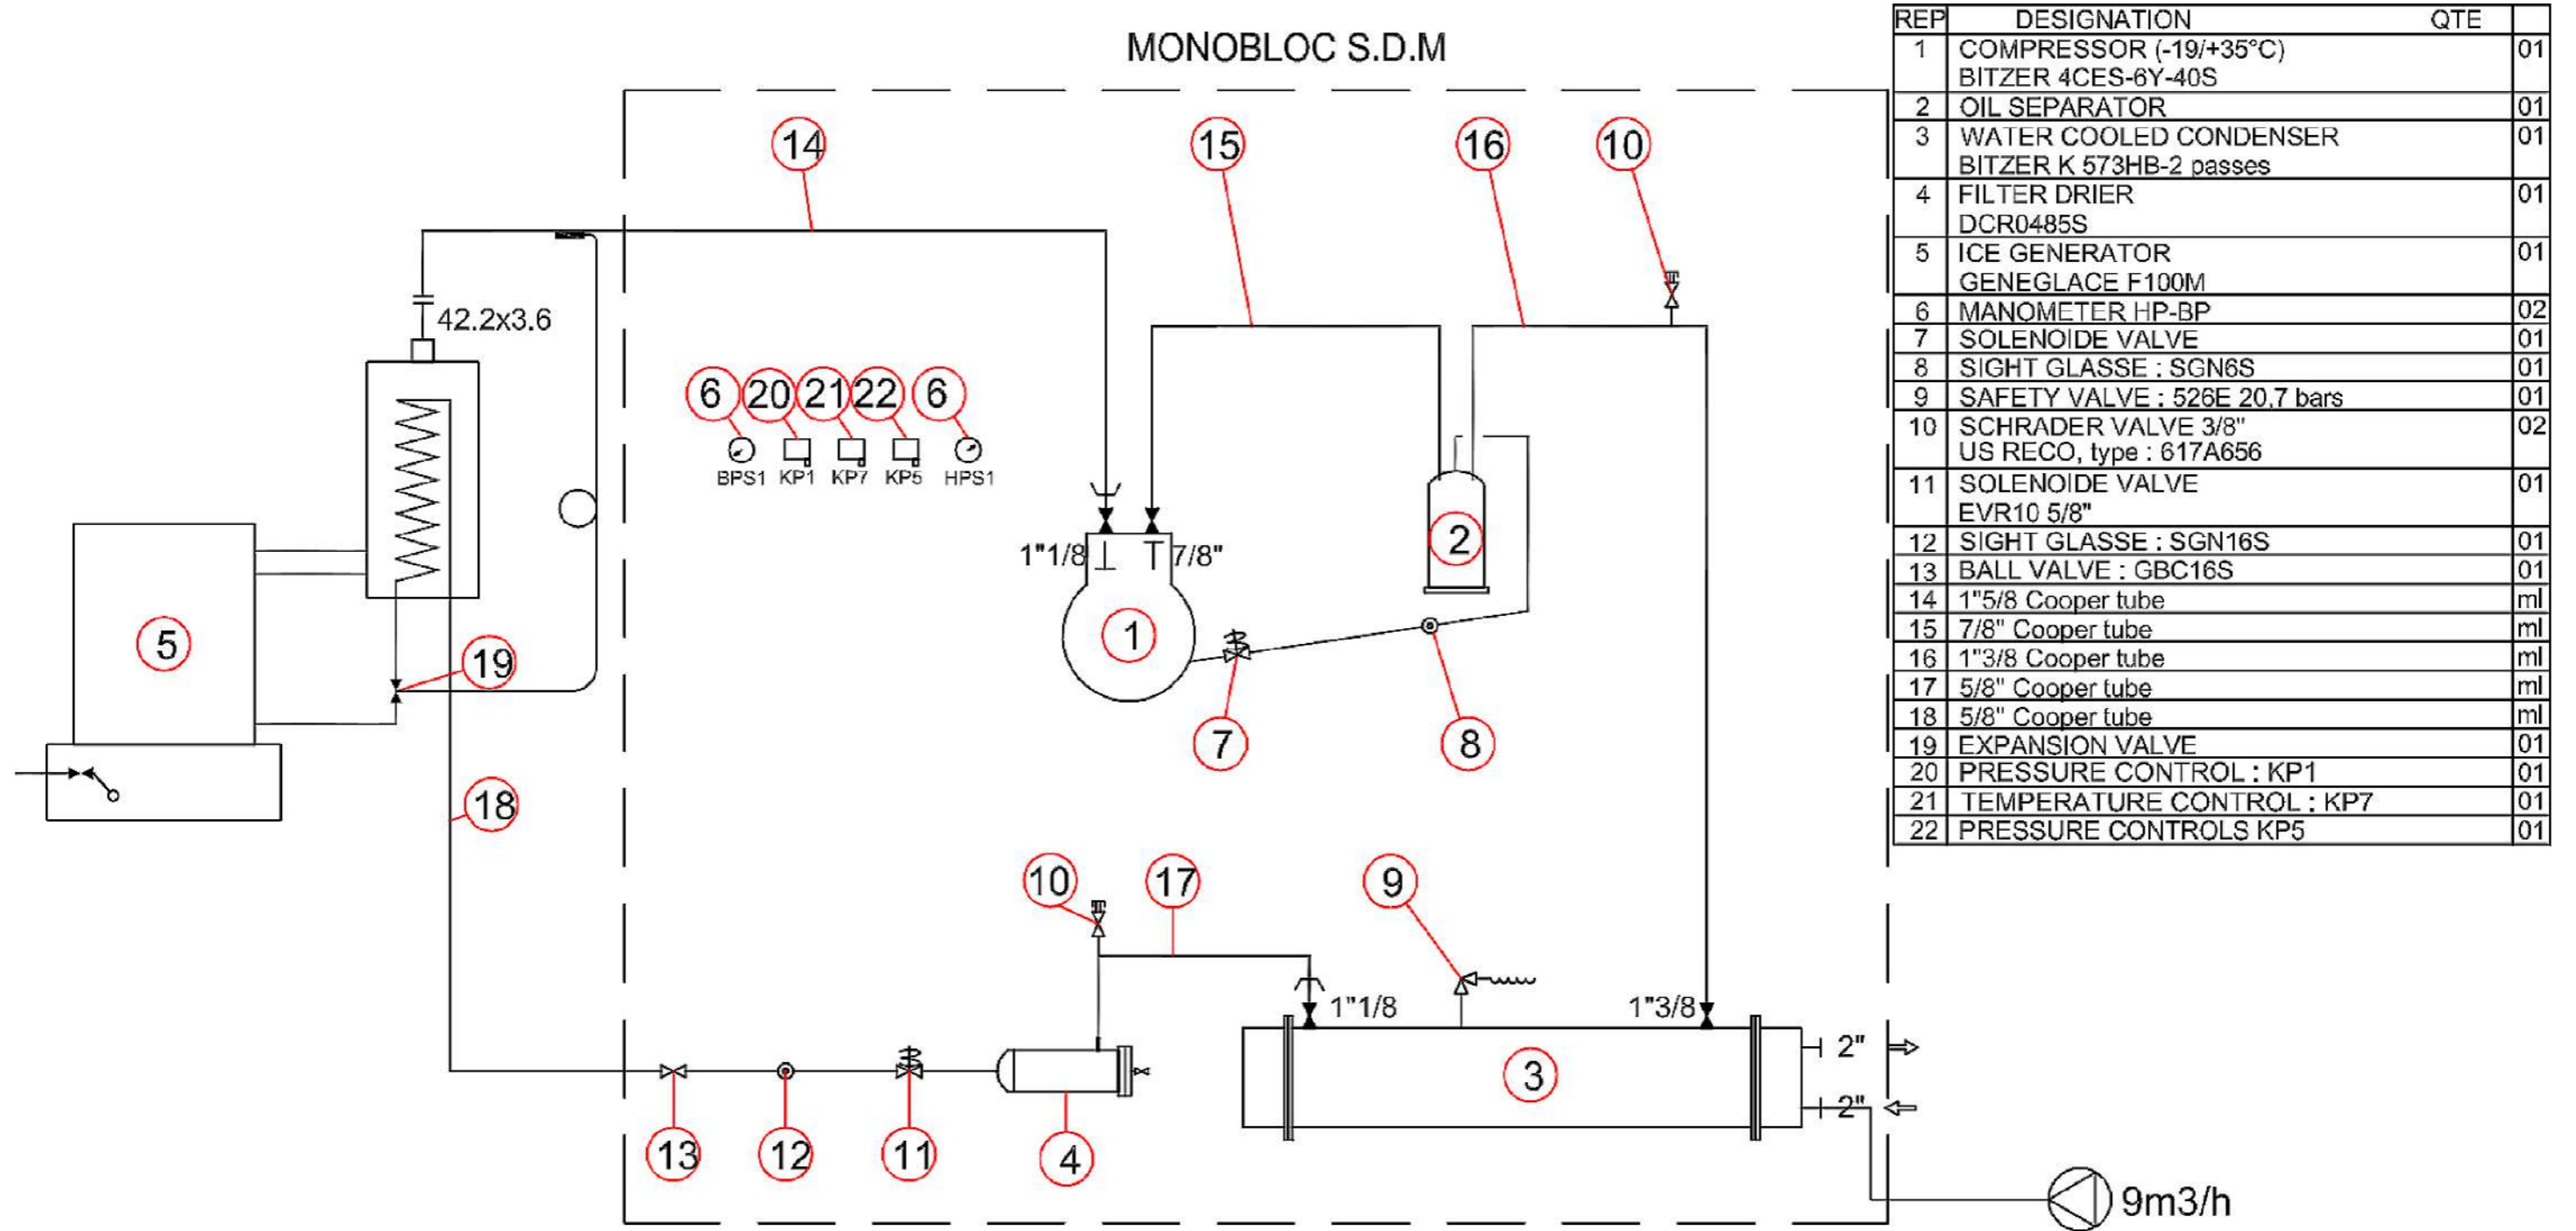 MONOBLOC S.D.M
14
15
16
10
42.2x3.6
6 20 21 22 6
BPS1 KP1 KP7 KP5 HPS1
1"1/8 7/8"
2
1
5
19
7
8
18
10
17
9
1"1/8
1"3/8
2"
3
2"
13
12
11
4
9m3/h
REP DESIGNATION QTE
1 COMPRESSOR (-19/+35°C) 01
BITZER 4CES-6Y-40S
2 OIL SEPARATOR 01
3 WATER COOLED CONDENSER 01
BITZER K 573HB-2 passes
4 FILTER DRIER 01
DCR0485S
5 ICE GENERATOR 01
GENEGLACE F100M
6 MANOMETER HP-BP 02
7 SOLENOIDE VALVE 01
8 SIGHT GLASSE : SGN6S 01
9 SAFETY VALVE : 526E 20,7 bars 01
10 SCHRADER VALVE 3/8" 02
US RECO, type : 617A656
11 SOLENOIDE VALVE 01
EVR10 5/8"
12 SIGHT GLASSE : SGN16S 01
13 BALL VALVE : GBC16S 01
14 1"5/8 Cooper tube ml
15 7/8" Cooper tube ml
16 1"3/8 Cooper tube ml
17 5/8" Cooper tube ml
18 5/8" Cooper tube ml
19 EXPANSION VALVE 01
20 PRESSURE CONTROL : KP1 01
21 TEMPERATURE CONTROL : KP7 01
22 PRESSURE CONTROLS KP5 01